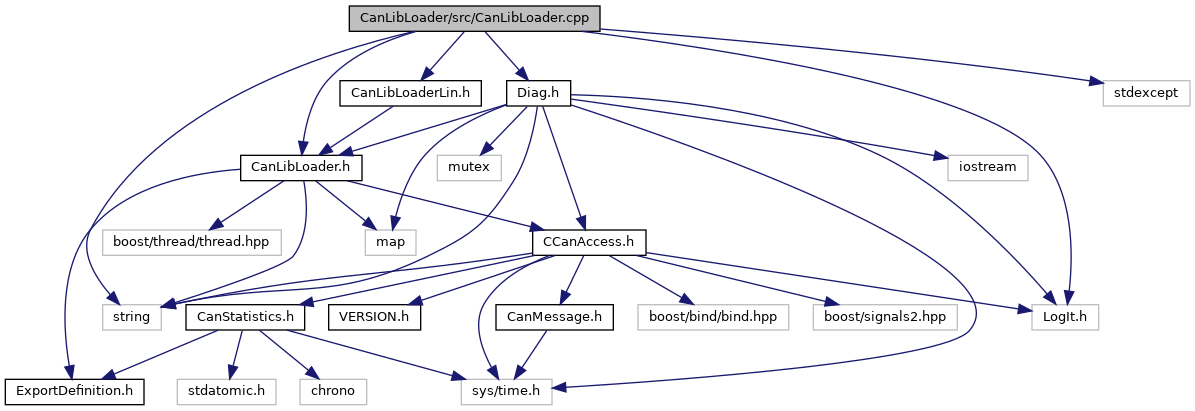 CanLibLoader/src/CanLibLoader.cpp
CanLibLoaderLin.h
Diag.h
stdexcept
CanLibLoader.h
mutex
iostream
boost/thread/thread.hpp
map
CCanAccess.h
string
CanStatistics.h
VERSION.h
CanMessage.h
boost/bind/bind.hpp
boost/signals2.hpp
LogIt.h
ExportDefinition.h
stdatomic.h
chrono
sys/time.h